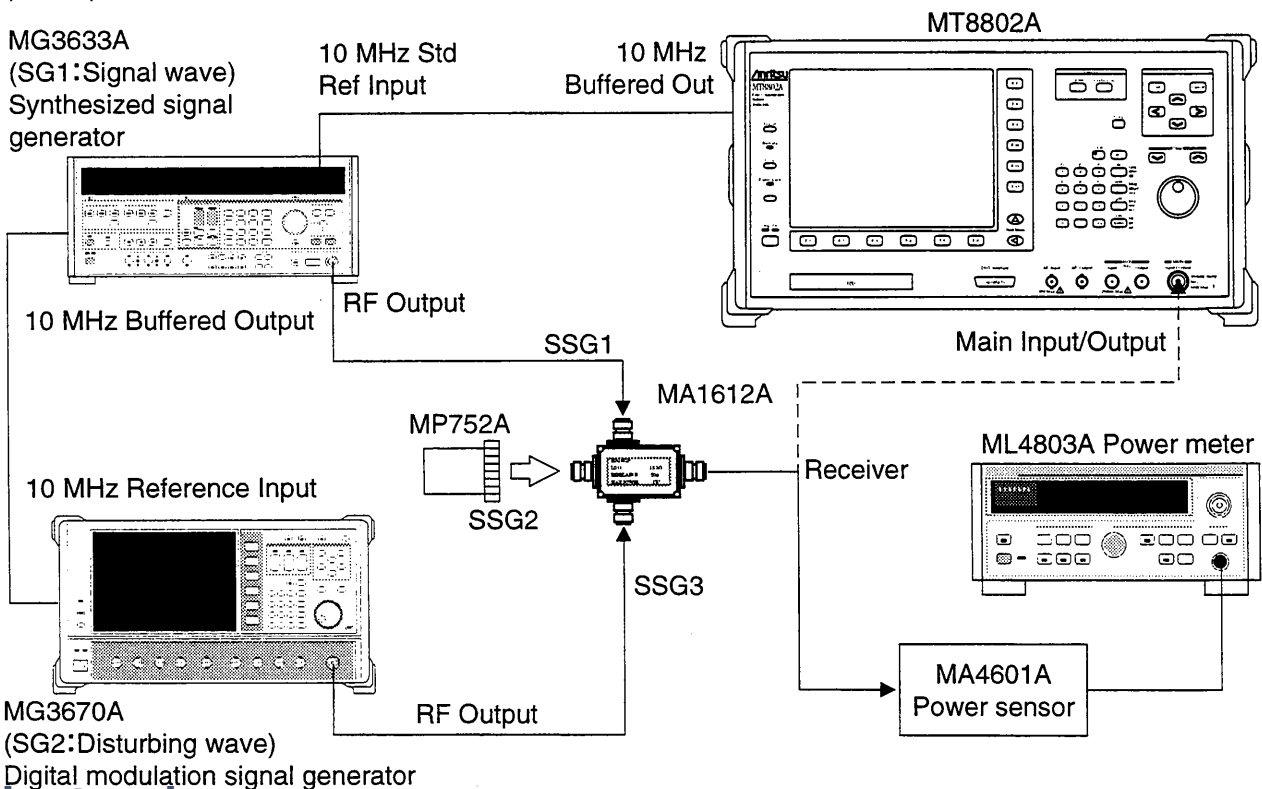 MT8802A
MG3633A
(SG1:Signal wave)
Synthesized signal
generator
10 MHz Std
Ref Input
10 MHz
Buffered Out
Anritsu
MT8802A
RF Output
10 MHz Buffered Output
SSG1
Main Input/Output
MA1612A
MP752A
SSG2
Receiver
ML4803A Power meter
10 MHz Reference Input
SSG3
MA4601A
Power sensor
RF Output
MG3670A
(SG2:Disturbing wave)
Digital modulation signal generator